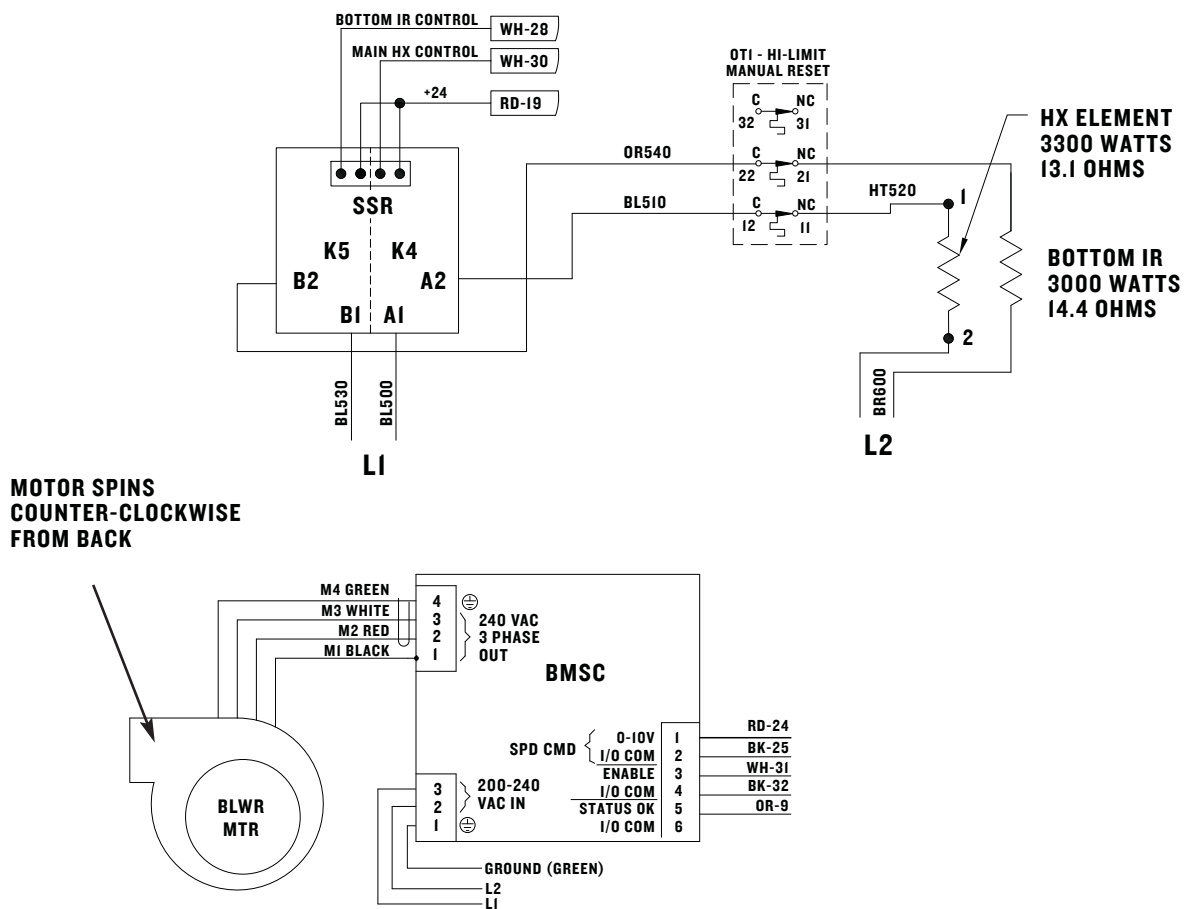 BOTTOM IR CONTROL
WH-28
MAIN HX CONTROL
WH-30
+24
RD-19
SSR
K5
K4
B2
A2
B1
A1
BL530
BL500
L1
OR540
BL510
OT1 - HI-LIMIT
MANUAL RESET
C
NC
32
31
C
NC
22
21
C
NC
12
11
HT520
1
2
HX ELEMENT
3300 WATTS
13.1 OHMS
BOTTOM IR
3000 WATTS
14.4 OHMS
BR600
L2
MOTOR SPINS
COUNTER-CLOCKWISE
FROM BACK
M4 GREEN
M3 WHITE
M2 RED
M1 BLACK
4
3
2
1
240 VAC
3 PHASE
OUT
BMSC
BLWR
MTR
3
2
1
200-240
VAC IN
SPD CMD
0-10V
1
RD-24
I/O COM
2
BK-25
ENABLE
3
WH-31
I/O COM
4
BK-32
STATUS OK
5
OR-9
I/O COM
6
GROUND (GREEN)
L2
L1